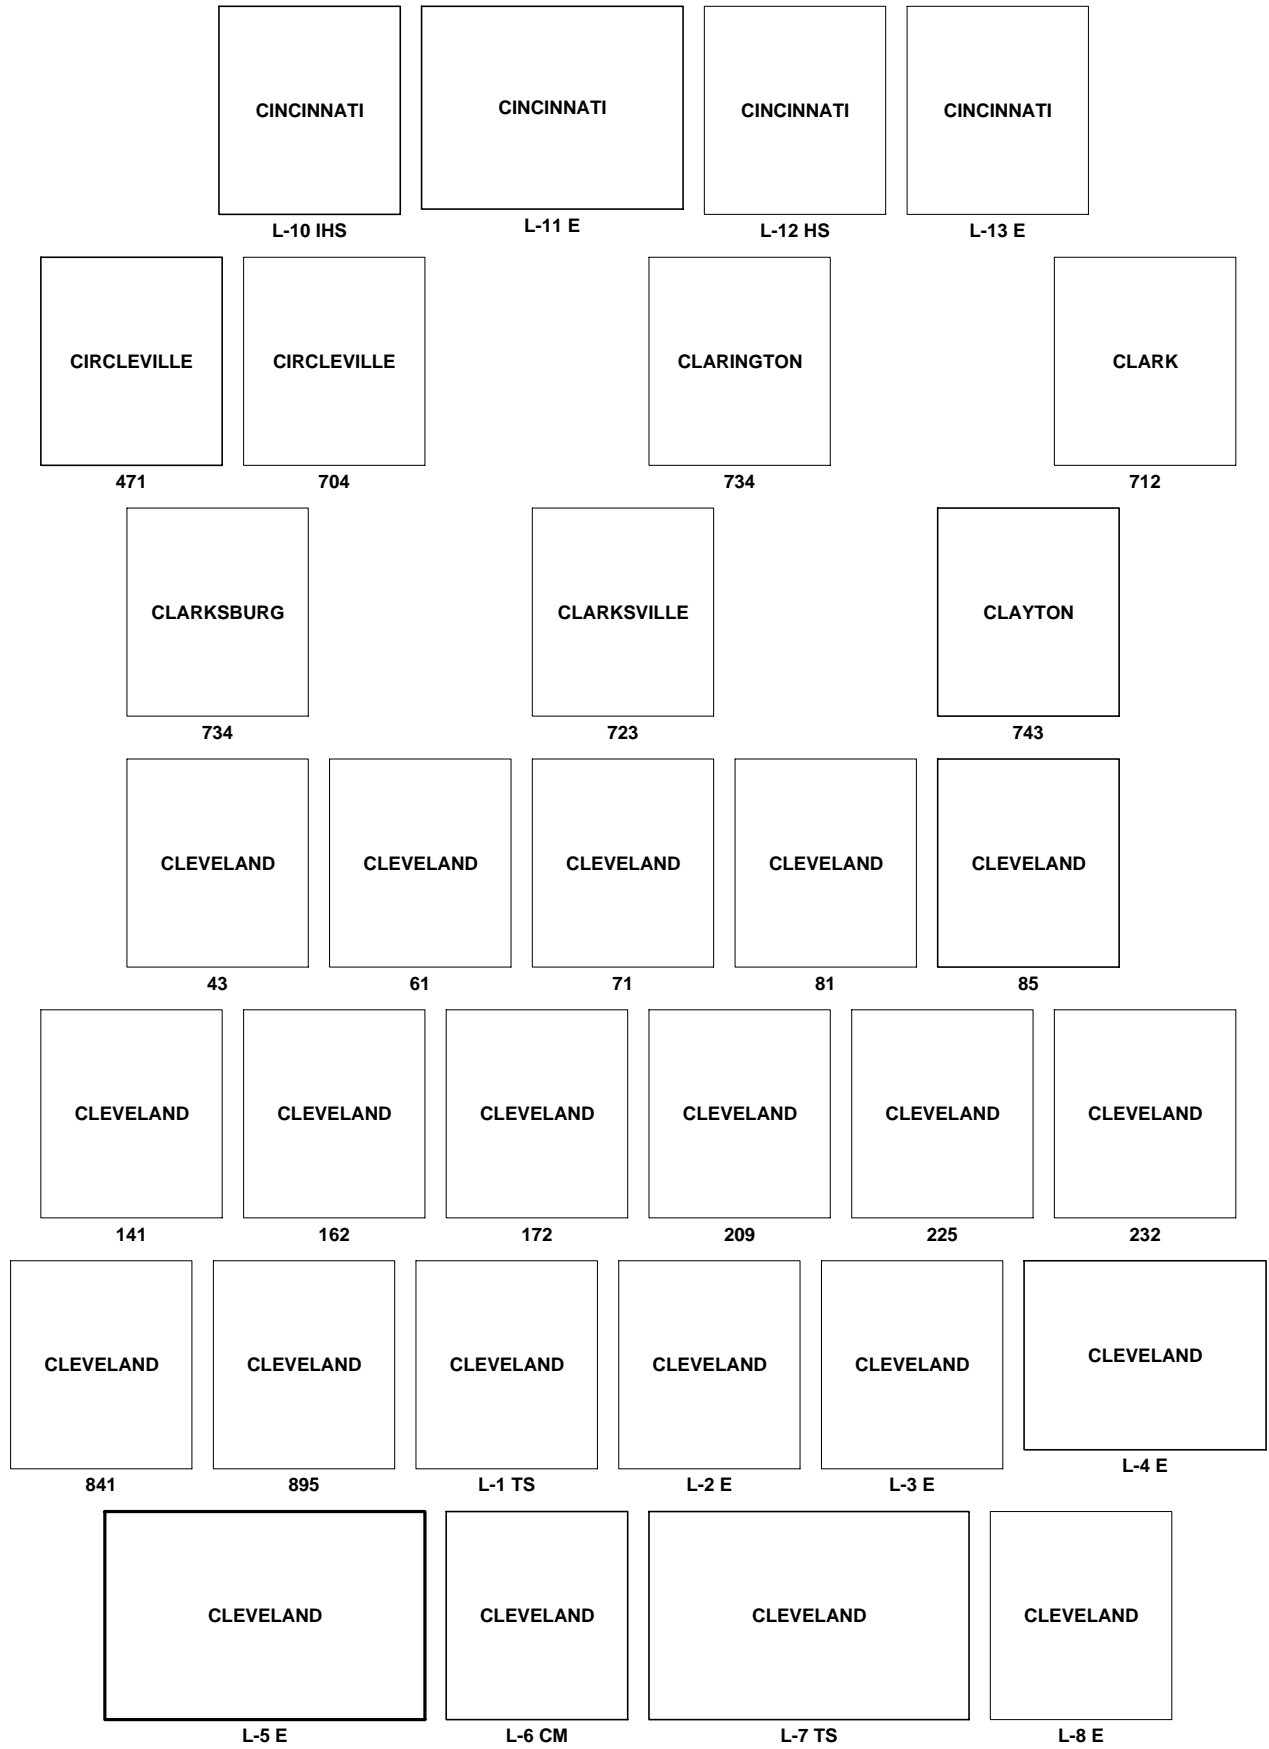 CINCINNATI CINCINNATI CINCINNATI CINCINNATI
L-10 IHS L-11 E L-12 HS L-13 E
CIRCLEVILLE CIRCLEVILLE CLARINGTON CLARK
471 704 734 712
CLARKSBURG CLARKSVILLE CLAYTON
734 723 743
CLEVELAND CLEVELAND CLEVELAND CLEVELAND CLEVELAND
43 61 71 81 85
CLEVELAND CLEVELAND CLEVELAND CLEVELAND CLEVELAND CLEVELAND
141 162 172 209 225 232
CLEVELAND CLEVELAND CLEVELAND CLEVELAND CLEVELAND CLEVELAND
841 895 L-1 TS L-2 E L-3 E L-4 E
CLEVELAND CLEVELAND CLEVELAND CLEVELAND
L-5 E L-6 CM L-7 TS L-8 E